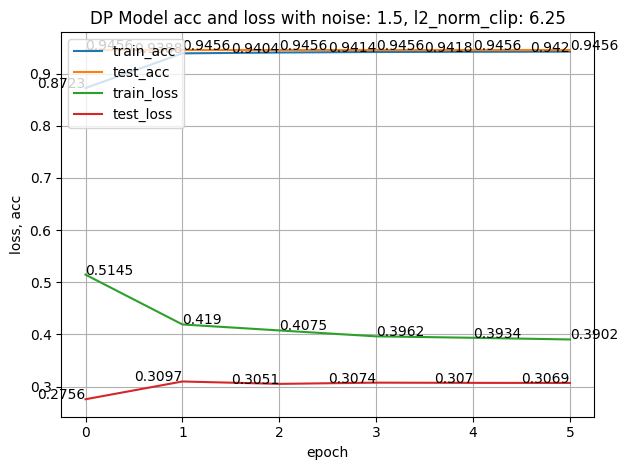 DP Model acc and loss with noise: 1.5, l2_norm_clip: 6.25
train_acc
test_acc
train_loss
test_loss
0.9456 0.9398 0.9456 0.9404 0.9456 0.9414 0.9456 0.9418 0.9456 0.942 0.9456
0.8723
0.5145
0.419
0.4075
0.3962
0.3934
0.3902
0.2756
0.3097
0.3051
0.3074
0.307
0.3069
0.9
0.8
0.7
0.6
0.5
0.4
0.3
loss, acc
0 1 2 3 4 5
epoch